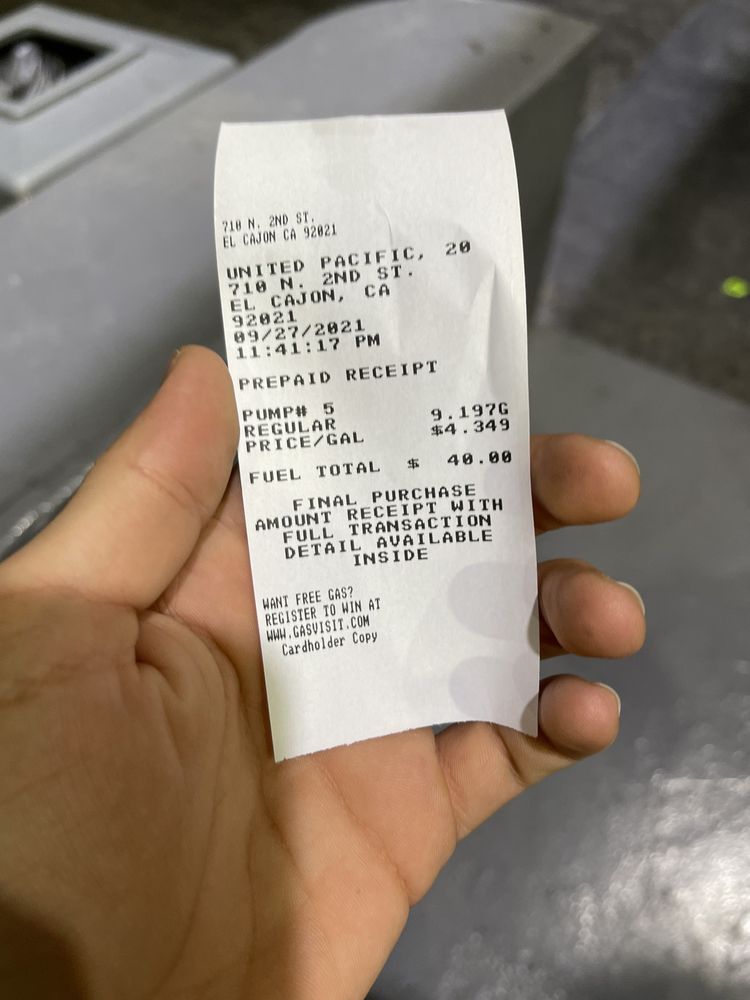 710 N. 2ND ST.
EL CAJON CA 92021
UNITED PACIFIC, 20
710 N. 2ND ST.
EL CAJON, CA
92021
09/27/2021
11:41:17 PM
PREPAID RECEIPT
PUMP# 5
REGULAR 9.197G
PRICE/GAL $4.349
FUEL TOTAL $ 40.00
FINAL PURCHASE
AMOUNT RECEIPT WITH
FULL TRANSACTION
DETAIL AVAILABLE
INSIDE
WANT FREE GAS?
REGISTER TO WIN AT
WWW.GASVISIT.COM
Cardholder Copy